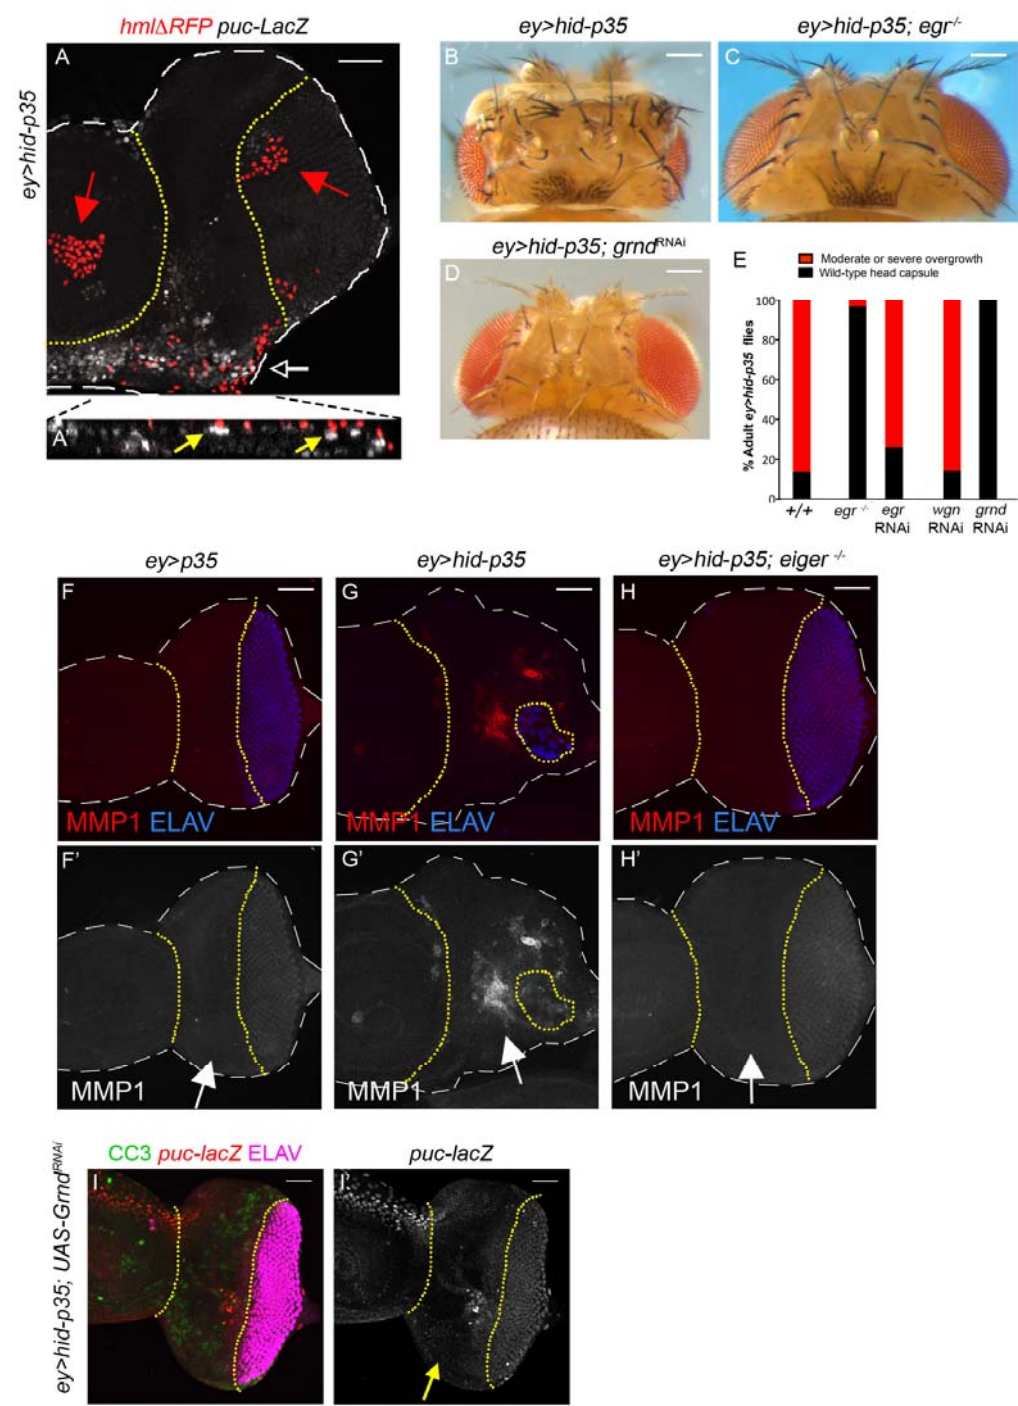 hmlΔRFP puc-LacZ
ey>hid-p35
A
A'
ey>hid-p35
B
ey>hid-p35; egr-/-
C
ey>hid-p35; grndRNAi
D
E
Moderate or severe overgrowth
Wild-type head capsule
% Adult ey>hid-p35 flies
100
80
60
40
20
0
+/+
egr -/-
egr RNAi
wgn RNAi
grnd RNAi
ey>p35
ey>hid-p35
ey>hid-p35; eiger -/-
F
MMP1 ELAV
G
MMP1 ELAV
H
MMP1 ELAV
F'
MMP1
G'
MMP1
H'
MMP1
ey>hid-p35; UAS-GrndRNAi
CC3 puc-lacZ ELAV
puc-lacZ
I
I'